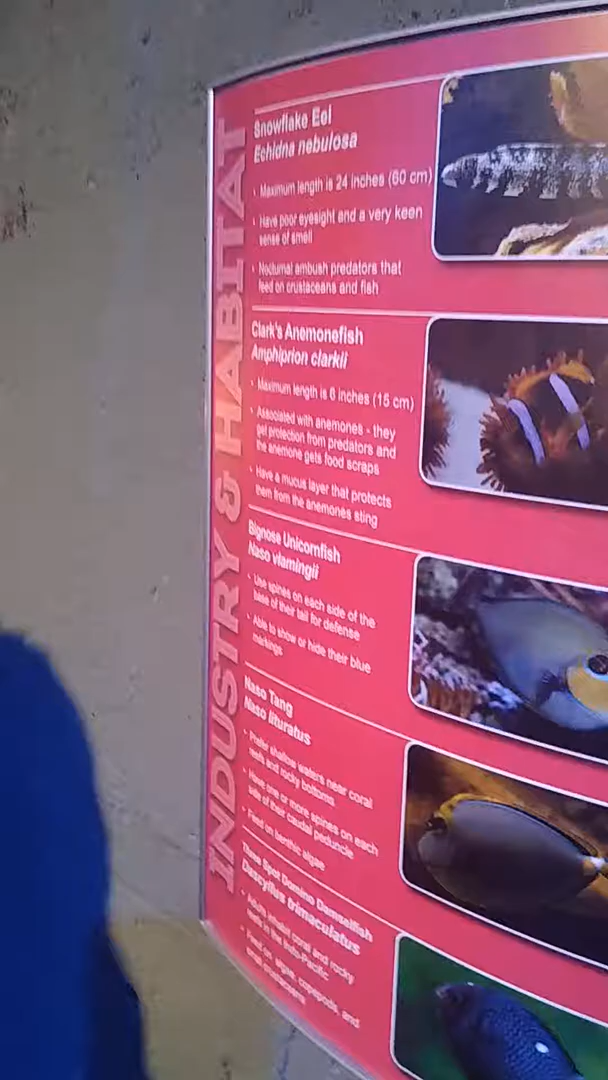 INDUSTRY & HABITAT
Snowflake Eel
Echidna nebulosa
• Maximum length is 24 inches (60 cm)
• Have poor eyesight and a very keen
sense of smell
• Nocturnal ambush predators that
feed on crustaceans and fish
Clark's Anemonefish
Amphiprion clarkii
• Maximum length is 6 inches (15 cm)
• Associated with anemones - they
get protection from predators and
the anemone gets food scraps
• Have a mucus layer that protects
them from the anemones sting
Bignose Unicornfish
Naso vlamingii
• Use spines on each side of the
base of their tail for defense
• Able to show or hide their blue
markings
Naso Tang
Naso lituratus
• Prefer shallow waters near coral
reefs and rocky bottoms
• Have one or more spines on each
side of their caudal peduncle
• Feed on benthic algae
Three Spot Domino Damselfish
Dascyllus trimaculatus
• Adults inhabit coral and rocky
reefs in the Indo-Pacific
• Feed on algae, copepods, and
small crustaceans